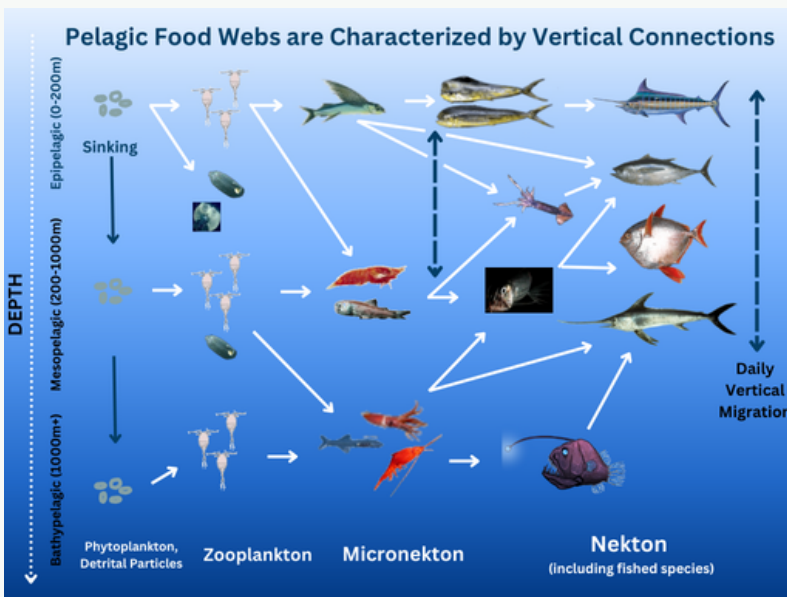 Pelagic Food Webs are Characterized by Vertical Connections
DEPTH
Epipelagic (0-200m)
Mesopelagic (200-1000m)
Bathypelagic (1000m+)
Sinking
Daily
Vertical
Migration
Phytoplankton,
Detrital Particles
Zooplankton
Micronekton
Nekton
(including fished species)